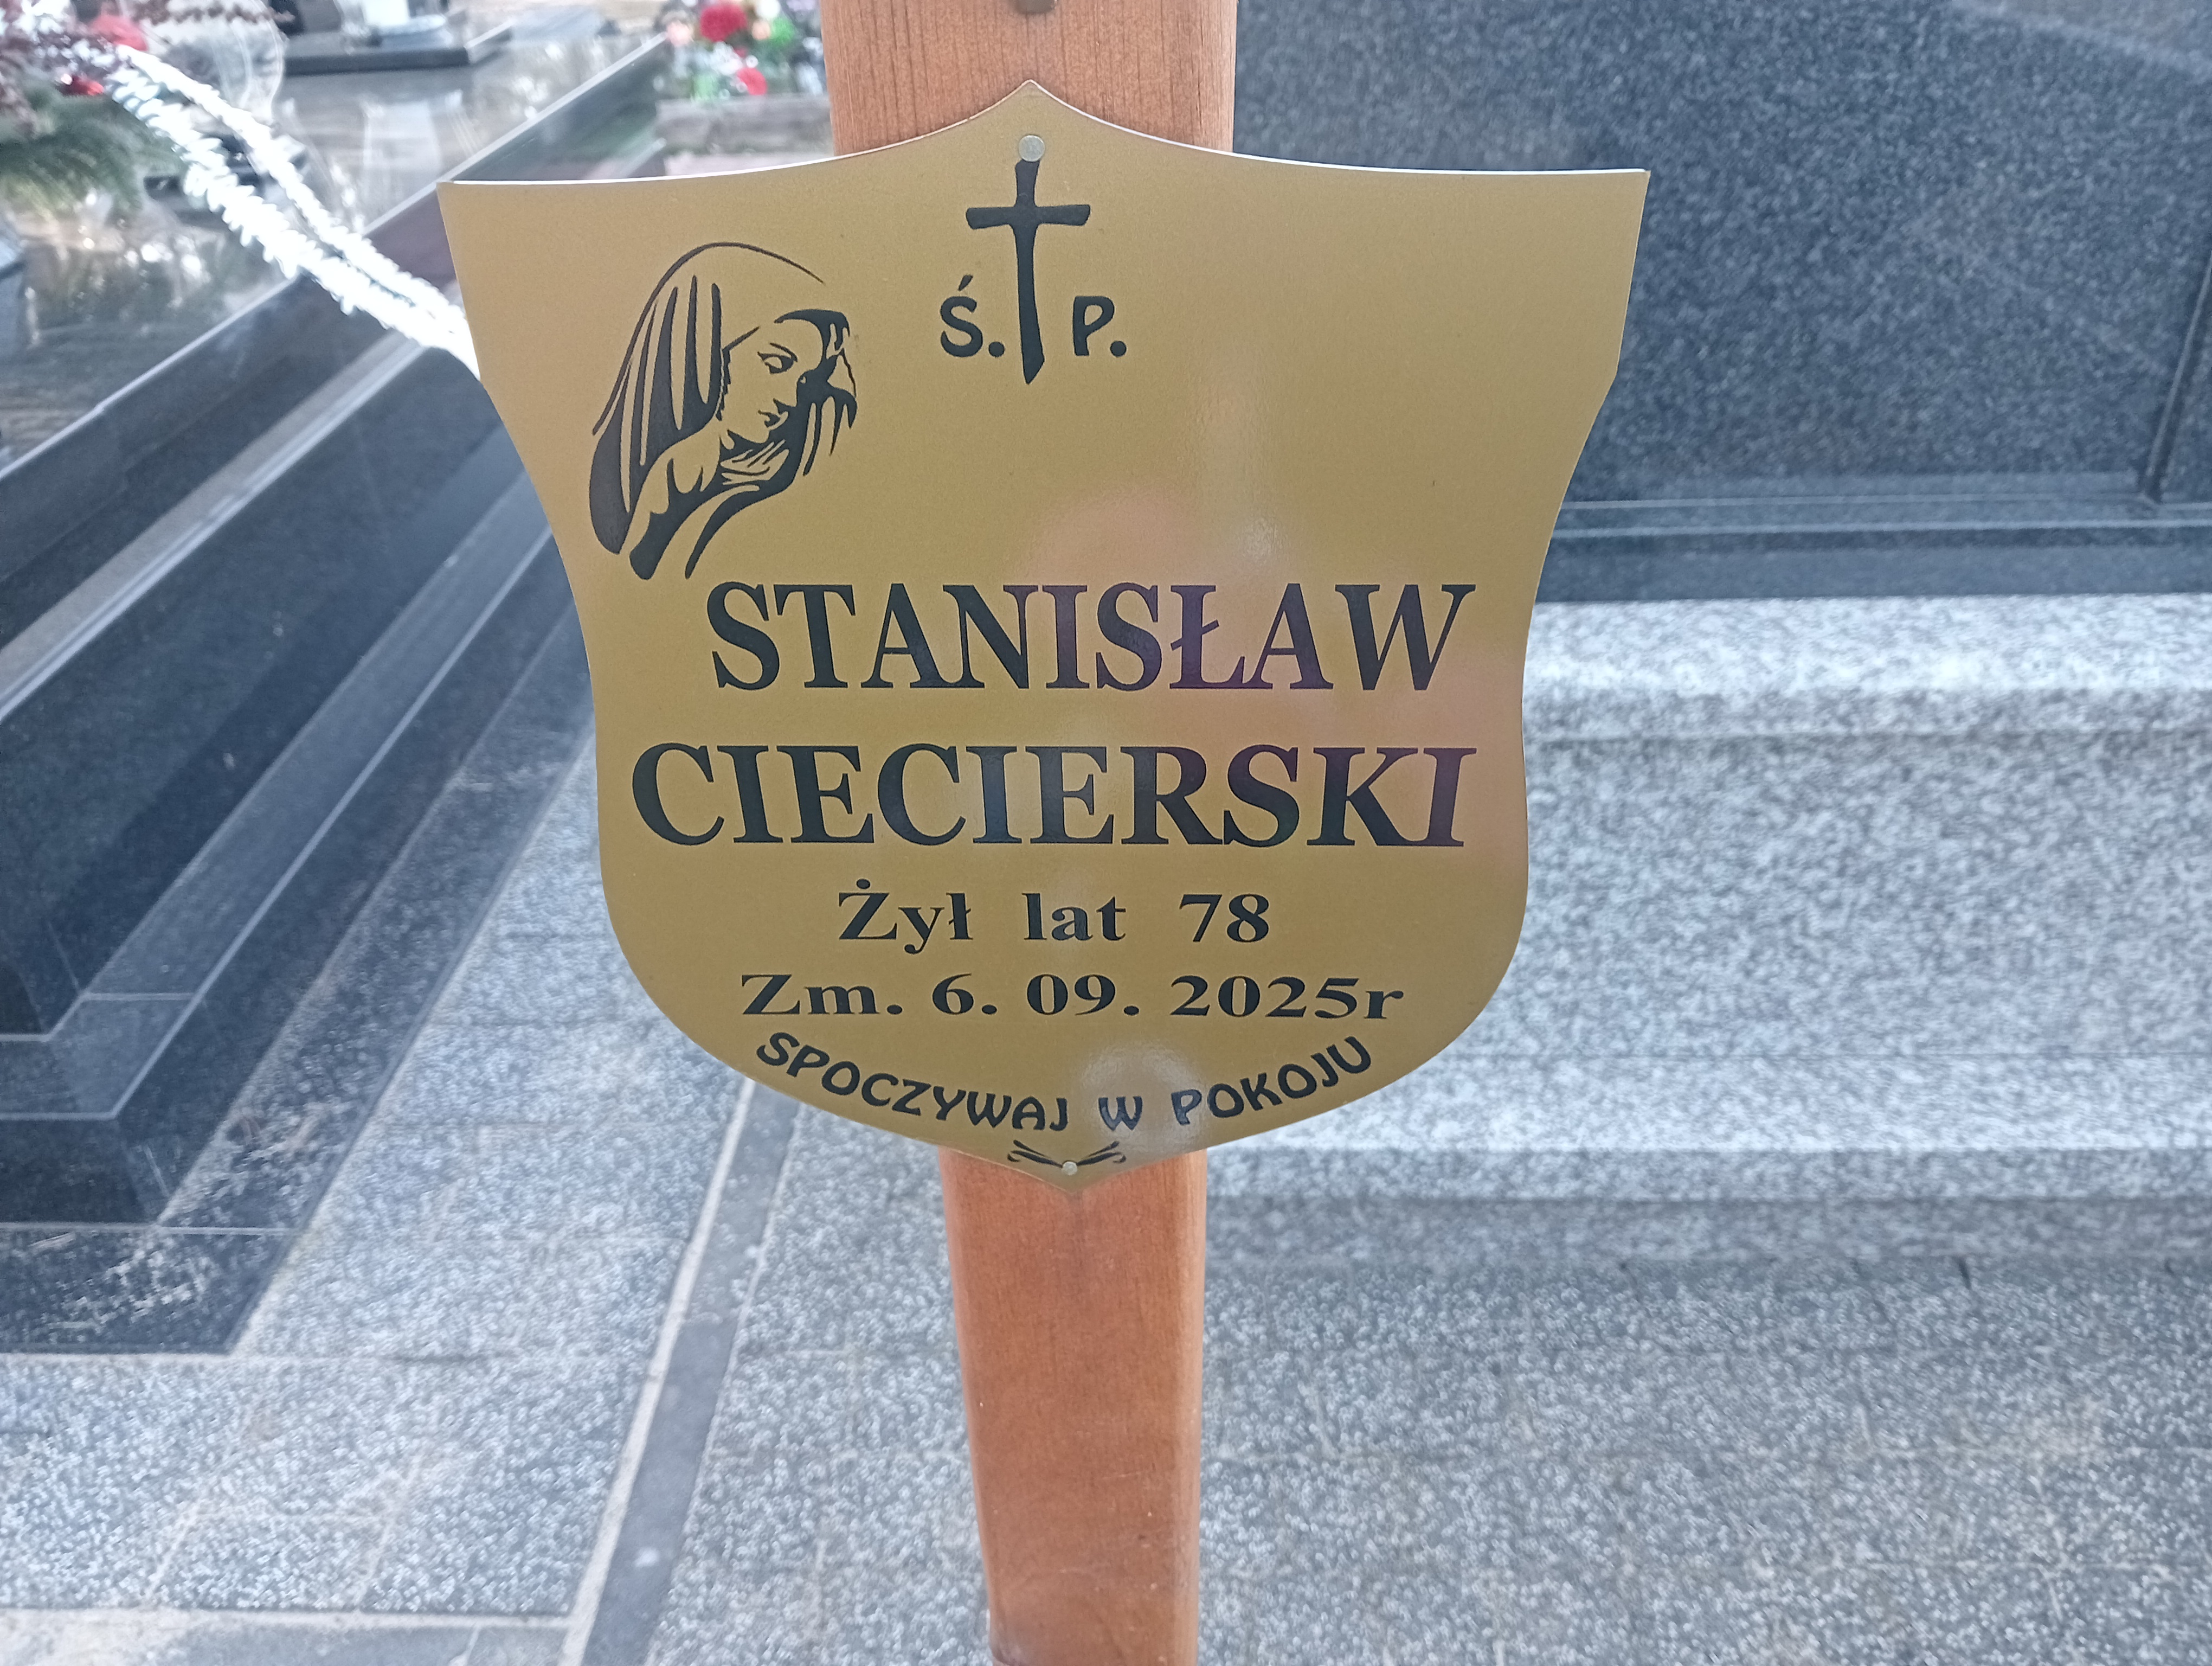 Ś. P.
STANISŁAW
CIECIERSKI
Żył lat 78
Zm. 6. 09. 2025r
SPOCZYWAJ W POKOJU